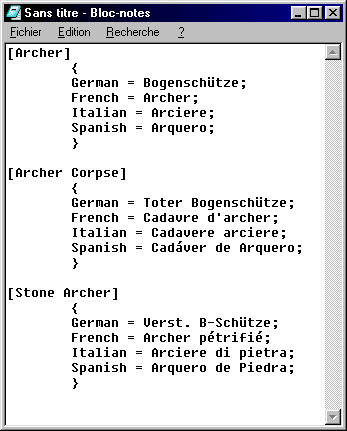 Sans titre - Bloc-notes
Fichier Edition Recherche ?
[Archer]
{
German = Bogenschütze;
French = Archer;
Italian = Arciere;
Spanish = Arquero;
}
[Archer Corpse]
{
German = Toter Bogenschütze;
French = Cadavre d'archer;
Italian = Cadavere arciere;
Spanish = Cadáver de Arquero;
}
[Stone Archer]
{
German = Verst. B-Schütze;
French = Archer pétrifié;
Italian = Arciere di pietra;
Spanish = Arquero de Piedra;
}